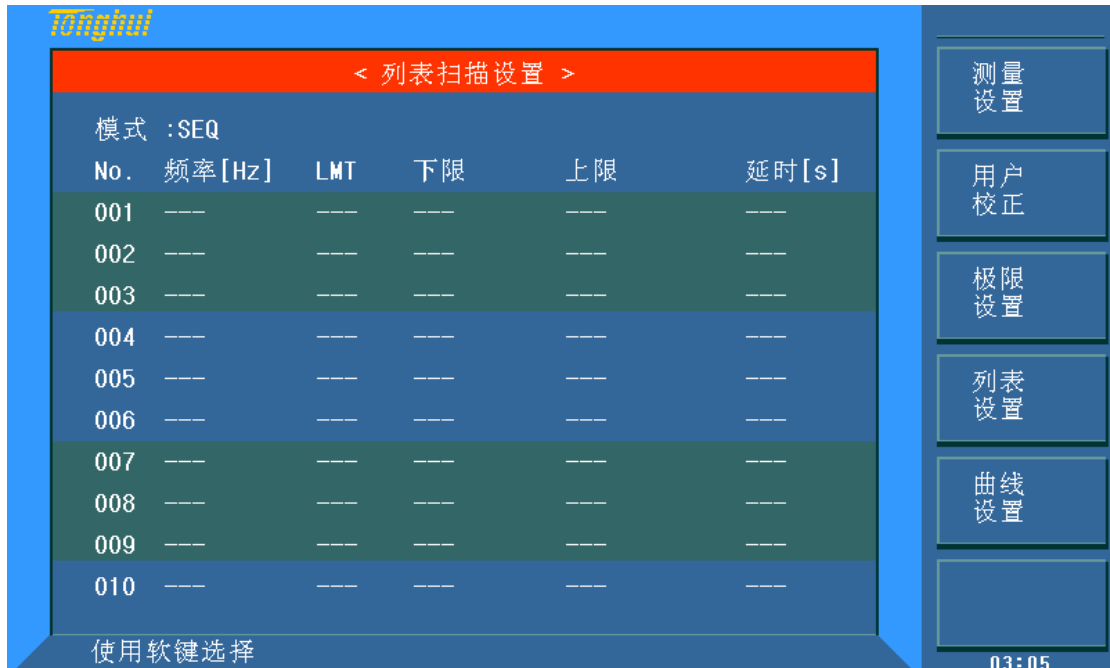 Tonghui
< 列表扫描设置 >
模式 :SEQ
No. 频率[Hz] LMT 下限 上限 延时[s]
001 --- --- --- --- ---
002 --- --- --- --- ---
003 --- --- --- --- ---
004 --- --- --- --- ---
005 --- --- --- --- ---
006 --- --- --- --- ---
007 --- --- --- --- ---
008 --- --- --- --- ---
009 --- --- --- --- ---
010 --- --- --- --- ---
使用软键选择
测量
设置
用户
校正
极限
设置
列表
设置
曲线
设置
03:05